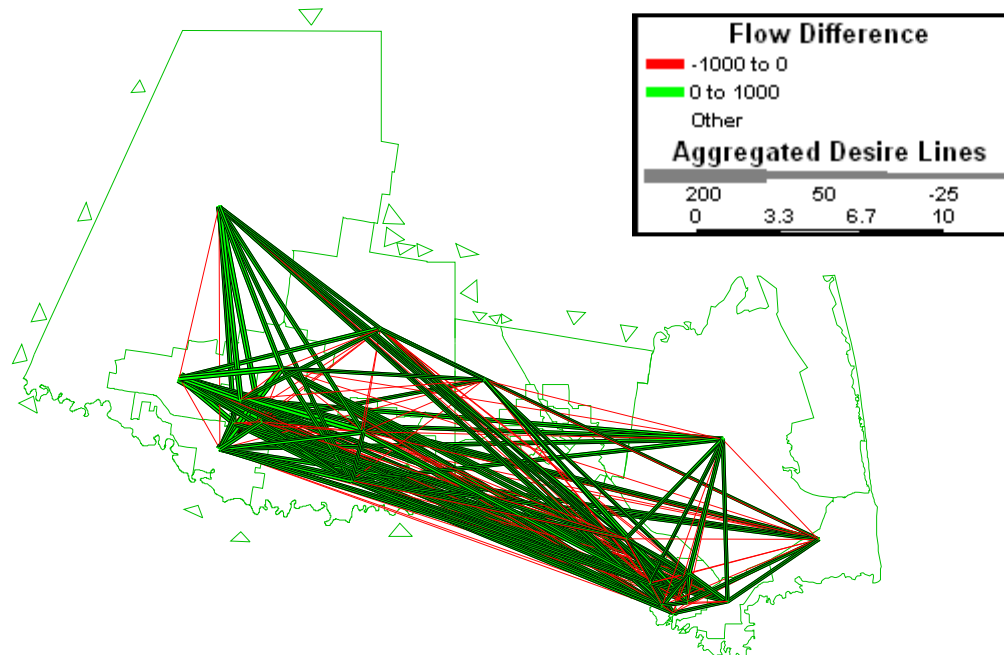 Flow Difference
-1000 to 0
0 to 1000
Other
Aggregated Desire Lines
200 50 -25
0 3.3 6.7 10